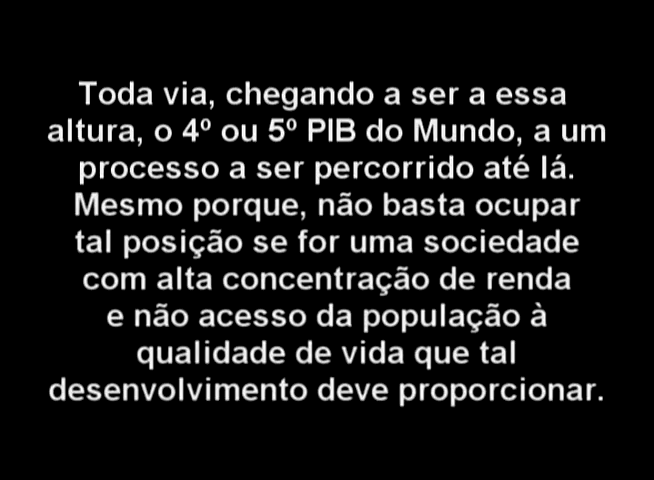 Toda via, chegando a ser a essa
altura, o 4º ou 5º PIB do Mundo, a um
processo a ser percorrido até lá.
Mesmo porque, não basta ocupar
tal posição se for uma sociedade
com alta concentração de renda
e não acesso da população à
qualidade de vida que tal
desenvolvimento deve proporcionar.